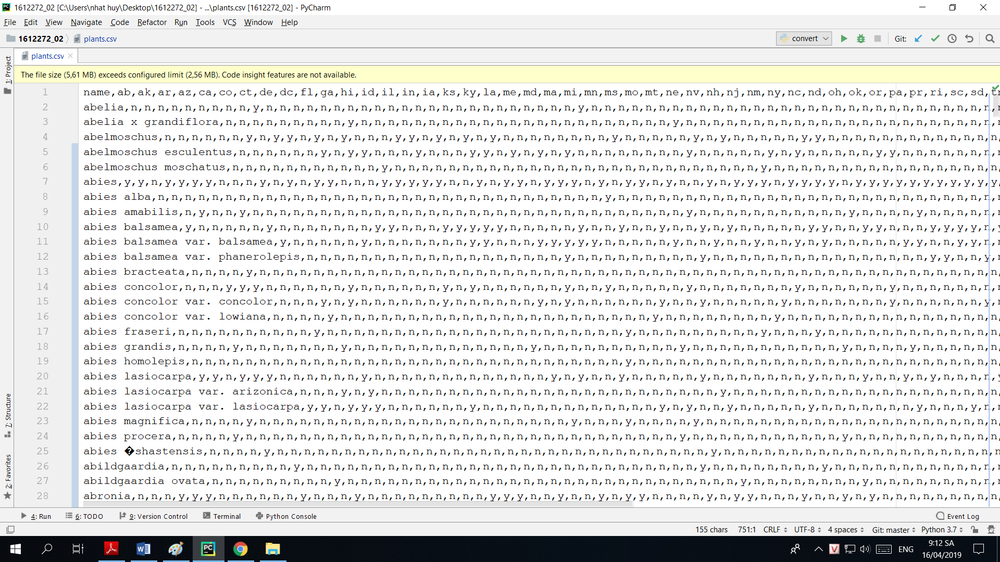 1612272_02 [C:\Users\nhat huy\Desktop\1612272_02] - ...\plants.csv [1612272_02] - PyCharm
File Edit View Navigate Code Refactor Run Tools VCS Window Help
1612272_02 plants.csv convert Git:
plants.csv
The file size (5,61 MB) exceeds configured limit (2,56 MB). Code insight features are not available.
1 name,ab,ak,ar,az,ca,co,ct,de,dc,fl,ga,hi,id,il,in,ia,ks,ky,la,me,md,ma,mi,mn,ms,mo,mt,ne,nv,nh,nj,nm,ny,nc,nd,oh,ok,or,pa,pr,ri,sc,sd,
2 abelia,n,n,n,n,n,n,n,n,n,y,n,n,n,n,n,n,n,n,n,n,n,n,n,n,n,n,n,n,n,n,n,n,n,y,n,n,n,n,n,n,n,n,n,n,n,n,n,n,n,n,n,n,n,n,n,n,n,n,n,n,n,n,n
3 abelia x grandiflora,n,n,n,n,n,n,n,n,n,y,n,n,n,n,n,n,n,n,n,n,n,n,n,n,n,n,n,n,n,n,n,n,n,y,n,n,n,n,n,n,n,n,n,n,n,n,n,n,n,n,n,n,n,n,n,n
4 abelmoschus,n,n,n,n,n,n,y,n,y,y,n,y,n,y,n,n,n,y,y,n,y,n,y,n,y,n,n,n,n,n,n,n,n,y,n,n,n,n,n,y,n,y,n,n,n,n,n,y,y,n,n,n,n,n,n,n,n,n,n,n,n
5 abelmoschus esculentus,n,n,n,n,n,n,y,n,y,y,n,n,n,y,n,n,n,y,y,n,y,n,y,n,y,n,n,n,n,n,n,n,n,y,n,n,n,n,n,y,n,y,n,n,n,n,n,y,y,n,n,n,n,n,n
6 abelmoschus moschatus,n,n,n,n,n,n,n,n,n,n,n,y,n,n,n,n,n,n,n,n,n,n,n,n,n,n,n,n,n,n,n,n,n,n,n,n,n,n,n,y,n,n,n,n,n,n,n,n,n,n,n,n,n,n,n,n
7 abies,y,y,n,y,y,y,y,n,n,n,y,n,y,n,y,y,n,n,n,y,y,y,y,y,n,n,y,n,y,y,n,y,y,y,n,y,n,y,y,n,y,n,n,y,n,y,y,y,n,y,y,y,y,n,y,y,y,y,y,y,y,y,y,y
8 abies alba,n,n,n,n,n,n,n,n,n,n,n,n,n,n,n,n,n,n,n,n,n,n,n,n,n,n,n,n,n,n,n,n,n,y,n,n,n,n,n,n,n,n,n,n,n,n,n,n,n,n,n,n,n,n,n,n,n,n,n,n,n
9 abies amabilis,n,y,n,n,y,n,n,n,n,n,n,n,n,n,n,n,n,n,n,n,n,n,n,n,n,n,n,n,n,n,n,n,n,n,n,n,n,y,n,n,n,n,n,n,n,n,n,n,n,y,n,n,n,n,y,n,n,n,n
10 abies balsamea,y,n,n,n,n,n,y,n,n,n,n,n,n,n,y,y,n,n,n,y,y,y,y,y,n,n,n,n,n,y,n,n,y,n,n,y,n,n,y,n,y,n,n,n,n,n,y,y,n,n,y,y,n,n,n,y,y,y,y,n
11 abies balsamea var. balsamea,y,n,n,n,n,n,y,n,n,n,n,n,n,n,y,y,n,n,n,y,y,y,y,y,n,n,n,n,n,y,n,n,y,n,n,y,n,n,y,n,y,n,n,n,n,n,y,y,n,n,y,y,n
12 abies balsamea var. phanerolepis,n,n,n,n,n,n,n,n,n,n,n,n,n,n,n,n,n,n,n,y,n,n,n,n,n,n,n,n,n,y,n,n,n,n,n,n,n,n,n,n,n,n,n,n,n,n,y,y,n,n,y
13 abies bracteata,n,n,n,n,y,n,n,n,n,n,n,n,n,n,n,n,n,n,n,n,n,n,n,n,n,n,n,n,n,n,n,n,n,n,n,n,n,n,n,n,n,n,n,n,n,n,n,n,n,n,n,n,n,n,n,n,n,n,n
14 abies concolor,n,n,n,y,y,y,n,n,n,n,n,n,y,n,n,n,n,n,n,y,n,y,n,n,n,n,n,n,y,n,n,y,n,n,n,n,n,y,n,n,n,n,n,n,n,y,n,n,n,n,n,n,y,n,n,n,n,n,n
15 abies concolor var. concolor,n,n,n,y,n,y,n,n,n,n,n,n,y,n,n,n,n,n,n,y,n,y,n,n,n,n,n,n,y,n,n,y,n,n,n,n,n,y,n,n,n,n,n,n,n,y,n,n,n,n,n,n,y
16 abies concolor var. lowiana,n,n,n,n,y,n,n,n,n,n,n,n,n,n,n,n,n,n,n,n,n,n,n,n,n,n,n,n,y,n,n,n,n,n,n,n,n,y,n,n,n,n,n,n,n,n,n,n,n,n,n,n,n
17 abies fraseri,n,n,n,n,n,n,n,n,n,n,y,n,n,n,n,n,n,n,n,n,n,n,n,n,n,n,n,n,n,n,n,n,n,y,n,n,n,n,n,n,n,n,n,y,n,n,n,y,n,n,n,n,n,n,n,n,n,n,n,n
18 abies grandis,n,n,n,n,y,n,n,n,n,n,n,n,y,n,n,n,n,n,n,n,n,n,n,n,n,n,y,n,n,n,n,n,n,n,n,n,n,y,n,n,n,n,n,n,n,n,n,n,n,y,n,n,n,n,y,n,n,n,n,n
19 abies homolepis,n,n,n,n,n,n,n,n,n,n,n,n,n,n,n,n,n,n,n,n,n,n,n,n,n,n,n,n,n,n,n,n,y,n,n,n,n,n,n,n,n,n,n,n,n,n,n,n,n,n,n,n,n,n,n,n,n,n,n
20 abies lasiocarpa,y,y,n,y,y,y,n,n,n,n,n,n,y,n,n,n,n,n,n,n,n,n,n,n,n,n,y,n,y,n,n,y,n,n,n,n,n,y,n,n,n,n,n,n,n,y,n,n,n,y,n,n,y,n,y,n,n,n
21 abies lasiocarpa var. arizonica,n,n,n,y,n,y,n,n,n,n,n,n,n,n,n,n,n,n,n,n,n,n,n,n,n,n,n,n,n,n,n,y,n,n,n,n,n,n,n,n,n,n,n,n,n,n,n,n,n,n,n
22 abies lasiocarpa var. lasiocarpa,y,y,n,y,y,y,n,n,n,n,n,n,y,n,n,n,n,n,n,n,n,n,n,n,n,n,y,n,y,n,n,y,n,n,n,n,n,y,n,n,n,n,n,n,n,y,n,n,n,y,n
23 abies magnifica,n,n,n,n,y,n,n,n,n,n,n,n,n,n,n,n,n,n,n,n,n,n,n,n,n,n,n,n,y,n,n,n,y,n,n,n,n,y,n,n,n,n,n,n,n,n,n,n,n,n,n,n,n,n,n,n,n,n,n
24 abies procera,n,n,n,n,y,n,n,n,n,n,n,n,n,n,n,n,n,n,n,n,n,n,n,n,n,n,n,n,n,n,n,n,n,n,n,n,n,y,n,n,n,n,n,n,n,n,n,n,n,y,n,n,n,n,n,n,n,n,n,n
25 abies �shastensis,n,n,n,n,y,n,n,n,n,n,n,n,n,n,n,n,n,n,n,n,n,n,n,n,n,n,n,n,n,n,n,n,n,n,n,n,n,y,n,n,n,n,n,n,n,n,n,n,n,n,n,n,n,n,n,n,n,n
26 abildgaardia,n,n,n,n,n,n,n,n,n,y,n,n,n,n,n,n,n,n,n,n,n,n,n,n,n,n,n,n,n,n,n,n,n,n,n,n,n,n,n,y,n,n,n,n,n,n,n,n,y,n,n,n,n,n,n,n,n,n,n,n
27 abildgaardia ovata,n,n,n,n,n,n,n,n,n,y,n,n,n,n,n,n,n,n,n,n,n,n,n,n,n,n,n,n,n,n,n,n,n,n,n,n,n,n,n,y,n,n,n,n,n,n,n,n,y,n,n,n,n,n,n,n,n
28 abronia,n,n,n,y,y,y,n,n,n,n,n,n,y,n,n,n,y,n,n,n,n,n,n,n,n,n,y,y,y,n,n,y,n,n,y,n,y,y,n,n,n,n,y,n,y,y,n,n,n,y,n,n,y,n,y,n,n,n,n,n,n,n,n
1: Project
7: Structure
2: Favorites
4: Run 6: TODO 9: Version Control Terminal Python Console Event Log
155 chars 751:1 CRLF UTF-8 4 spaces Git: master Python 3.7
ENG 9:12 SA
16/04/2019